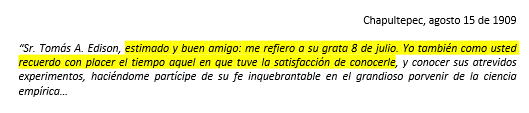 Chapultepec, agosto 15 de 1909
“Sr. Tomás A. Edison, estimado y buen amigo: me refiero a su grata 8 de julio. Yo también como usted
recuerdo con placer el tiempo aquel en que tuve la satisfacción de conocerle, y conocer sus atrevidos
experimentos, haciéndome partícipe de su fe inquebrantable en el grandioso porvenir de la ciencia
empírica...